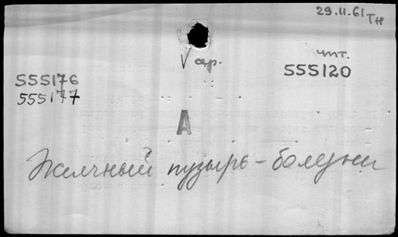 29.11.61 Тн
√ ар.
чит.
555120
555176
555177
А
Желчный пузырь - болезни